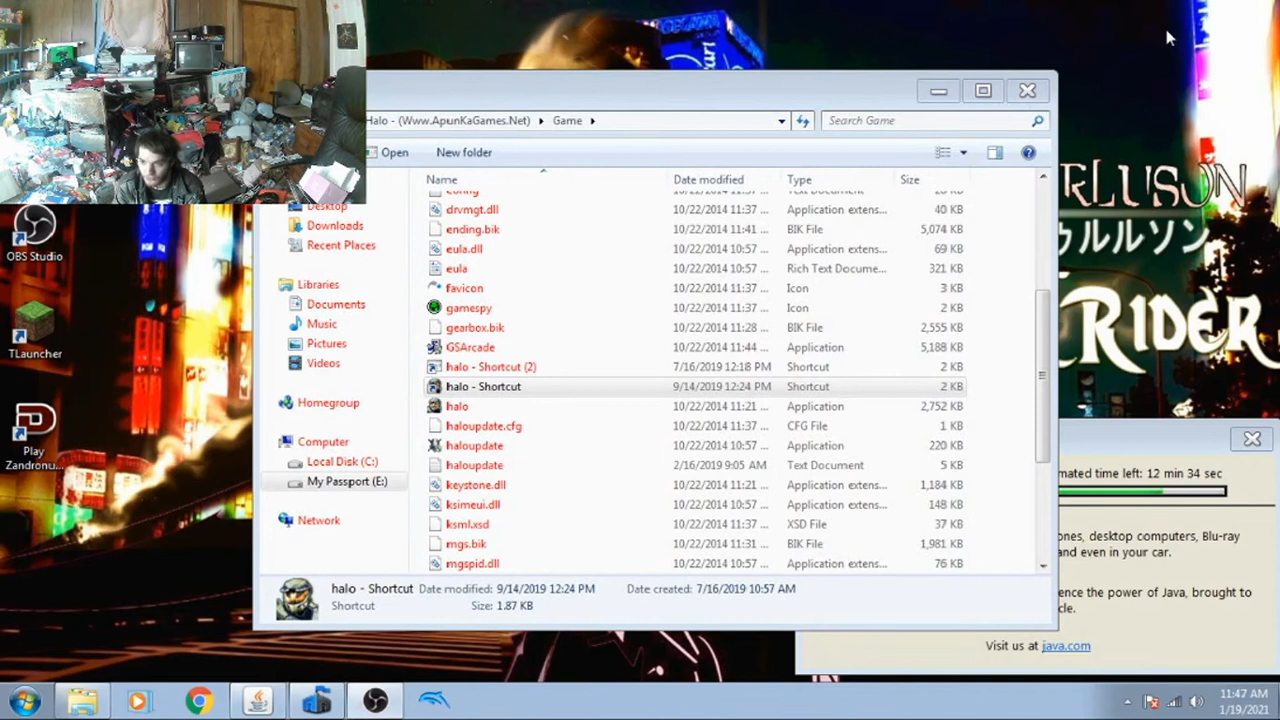 Halo - (Www.ApunKaGames.Net) Game
Search Game
Open New folder
Name Date modified Type Size
Desktop
Downloads
Recent Places
Libraries
Documents
Music
Pictures
Videos
Homegroup
Computer
Local Disk (C:)
My Passport (E:)
Network
config 10/22/2014 11:37 ... Text Document 28 KB
drvmgt.dll 10/22/2014 11:37 ... Application extens... 40 KB
ending.bik 10/22/2014 11:41 ... BIK File 5,074 KB
eula.dll 10/22/2014 10:57 ... Application extens... 69 KB
eula 10/22/2014 10:57 ... Rich Text Docume... 321 KB
favicon 10/22/2014 11:37 ... Icon 3 KB
gamespy 10/22/2014 11:37 ... Icon 2 KB
gearbox.bik 10/22/2014 11:28 ... BIK File 2,555 KB
GSArcade 10/22/2014 11:44 ... Application 5,188 KB
halo - Shortcut (2) 7/16/2019 12:18 PM Shortcut 2 KB
halo - Shortcut 9/14/2019 12:24 PM Shortcut 2 KB
halo 10/22/2014 11:21 ... Application 2,752 KB
haloupdate.cfg 10/22/2014 11:37 ... CFG File 1 KB
haloupdate 10/22/2014 10:57 ... Application 220 KB
haloupdate 2/16/2019 9:05 AM Text Document 5 KB
keystone.dll 10/22/2014 11:21 ... Application extens... 1,184 KB
ksimeui.dll 10/22/2014 10:57 ... Application extens... 148 KB
ksml.xsd 10/22/2014 11:37 ... XSD File 37 KB
mgs.bik 10/22/2014 11:31 ... BIK File 1,981 KB
mgspid.dll 10/22/2014 10:57 ... Application extens... 76 KB
halo - Shortcut Date modified: 9/14/2019 12:24 PM Date created: 7/16/2019 10:57 AM
Shortcut Size: 1.87 KB
OBS Studio
TLauncher
Play
Zandronu...
ゥルルソン
RIDER
mated time left: 12 min 34 sec
ones, desktop computers, Blu-ray
and even in your car.
ence the power of Java, brought to
cle.
Visit us at java.com
11:47 AM
1/19/2021